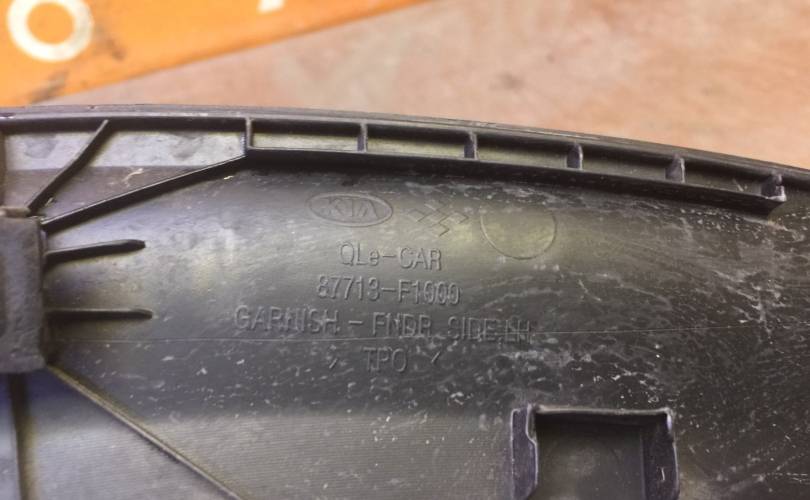 KIA
QLe-CAR
87713-F1000
GARNISH - FNDR SIDE,LH
> TPO <